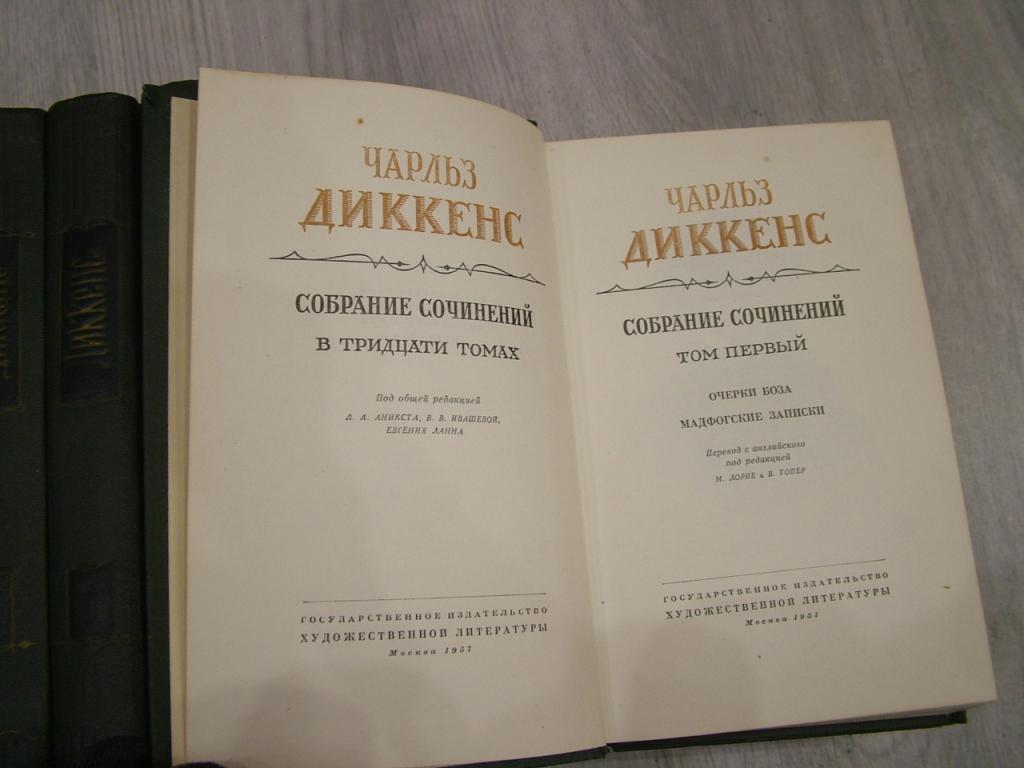 ДИККЕНС
ДИККЕНС
ЧАРЛЬЗ
ДИККЕНС
СОБРАНИЕ СОЧИНЕНИЙ
В ТРИДЦАТИ ТОМАХ
Под общей редакцией
А. А. АНИКСТА, В. В. ИВАШЕВОЙ,
ЕВГЕНИЯ ЛАННА
ГОСУДАРСТВЕННОЕ ИЗДАТЕЛЬСТВО
ХУДОЖЕСТВЕННОЙ ЛИТЕРАТУРЫ
Москва 1957
ЧАРЛЬЗ
ДИККЕНС
СОБРАНИЕ СОЧИНЕНИЙ
ТОМ ПЕРВЫЙ
ОЧЕРКИ БОЗА
МАДФОГСКИЕ ЗАПИСКИ
Перевод с английского
под редакцией
М. ЛОРИЕ и В. ТОПЕР
ГОСУДАРСТВЕННОЕ ИЗДАТЕЛЬСТВО
ХУДОЖЕСТВЕННОЙ ЛИТЕРАТУРЫ
Москва 1957